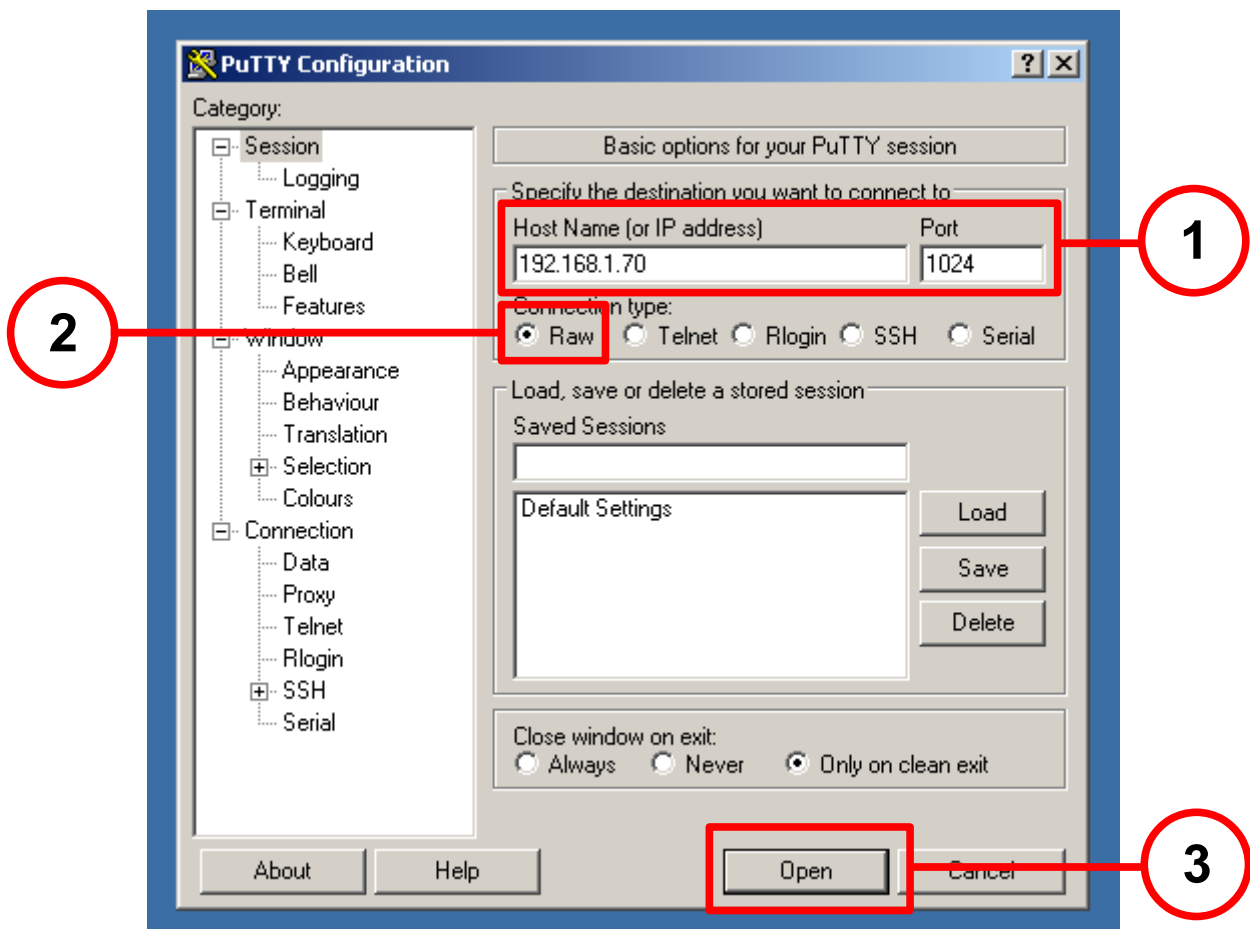 PuTTY Configuration
Category:
Session
Logging
Terminal
Keyboard
Bell
Features
Window
Appearance
Behaviour
Translation
Selection
Colours
Connection
Data
Proxy
Telnet
Rlogin
SSH
Serial
Basic options for your PuTTY session
Specify the destination you want to connect to
Host Name (or IP address) Port
192.168.1.70 1024
Connection type:
Raw Telnet Rlogin SSH Serial
Load, save or delete a stored session
Saved Sessions
Default Settings
Load
Save
Delete
Close window on exit:
Always Never Only on clean exit
About Help Open Cancel
1
2
3